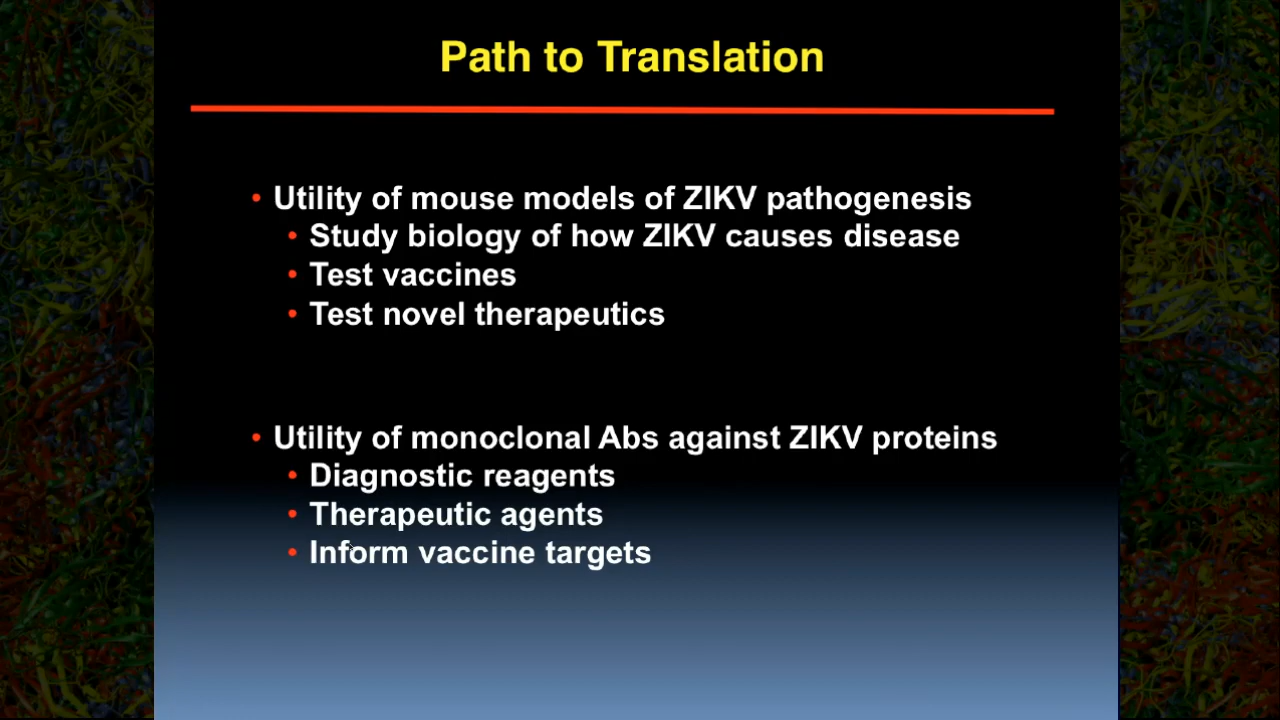 Path to Translation
• Utility of mouse models of ZIKV pathogenesis
• Study biology of how ZIKV causes disease
• Test vaccines
• Test novel therapeutics
• Utility of monoclonal Abs against ZIKV proteins
• Diagnostic reagents
• Therapeutic agents
• Inform vaccine targets